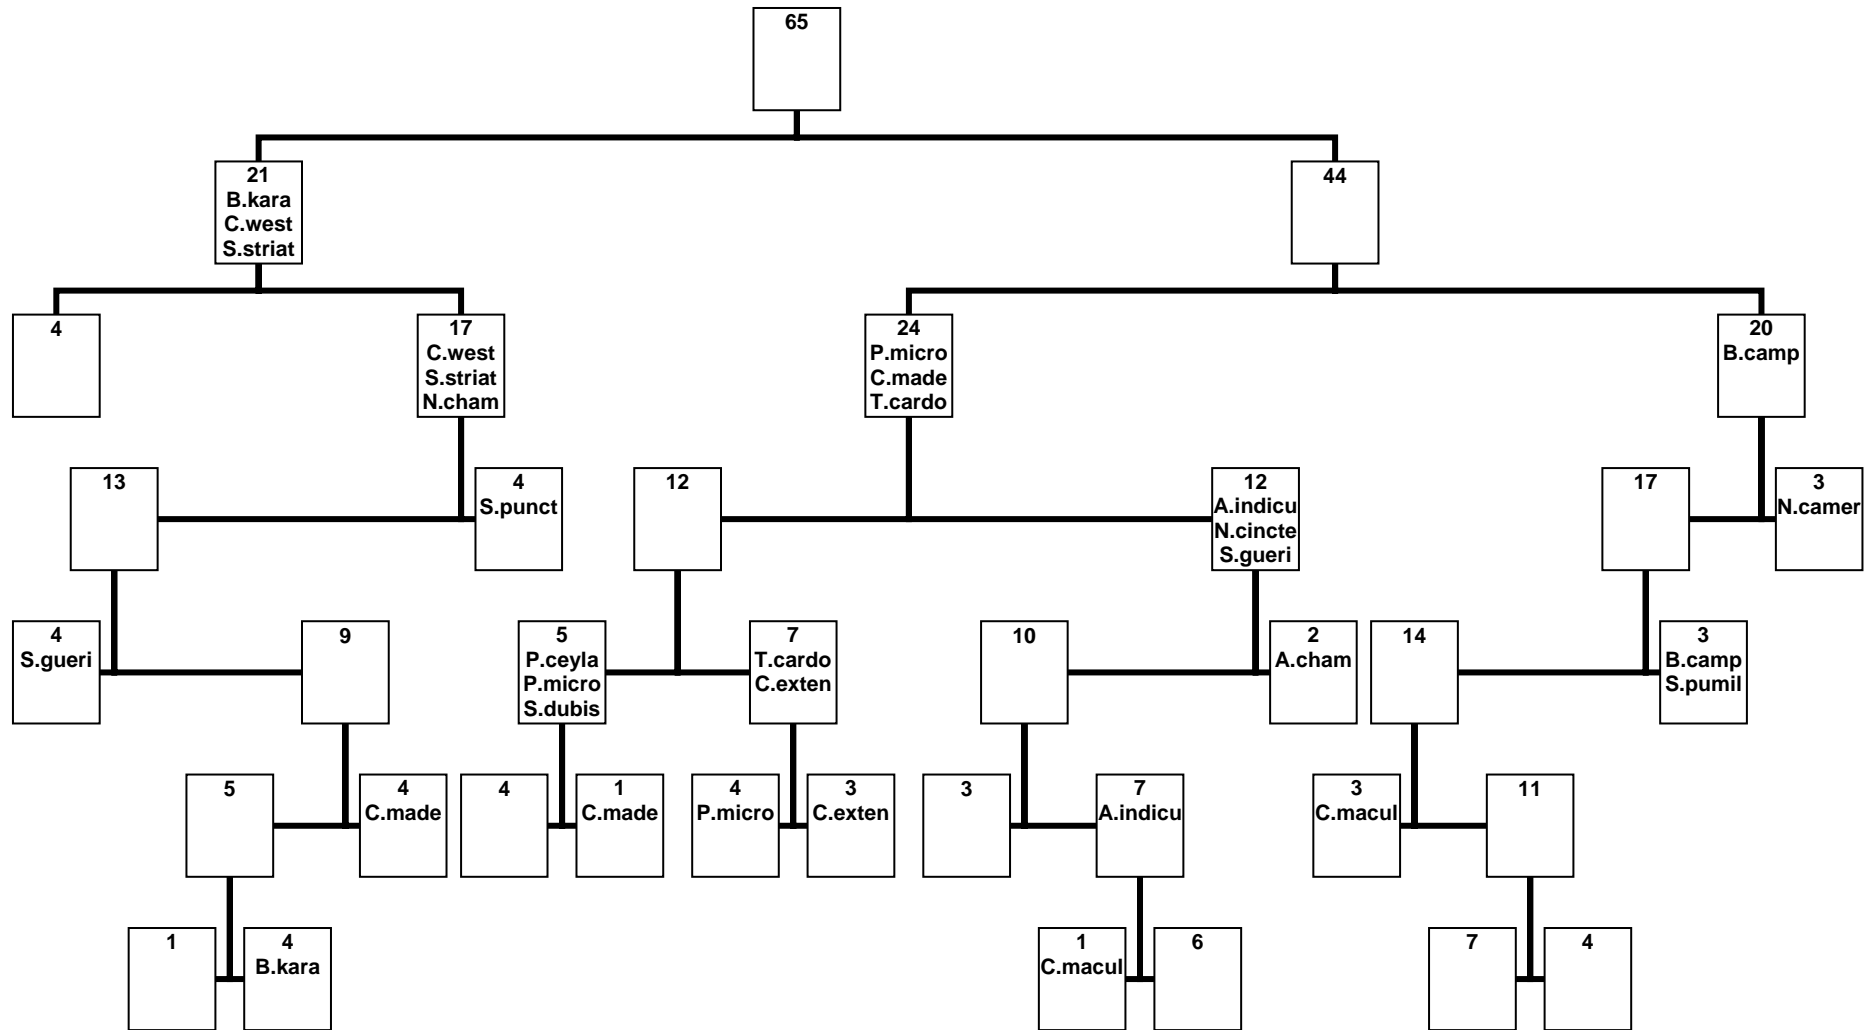 65
21
B.kara
C.west
S.striat
44
4
17
C.west
S.striat
N.cham
24
P.micro
C.made
T.cardo
20
B.camp
13
4
S.punct
12
12
A.indicu
N.cincte
S.gueri
17
3
N.camer
4
S.gueri
9
5
P.ceyla
P.micro
S.dubis
7
T.cardo
C.exten
10
2
A.cham
14
3
B.camp
S.pumil
5
4
C.made
4
1
C.made
4
P.micro
3
C.exten
3
7
A.indicu
3
C.macul
11
1
4
B.kara
1
C.macul
6
7
4